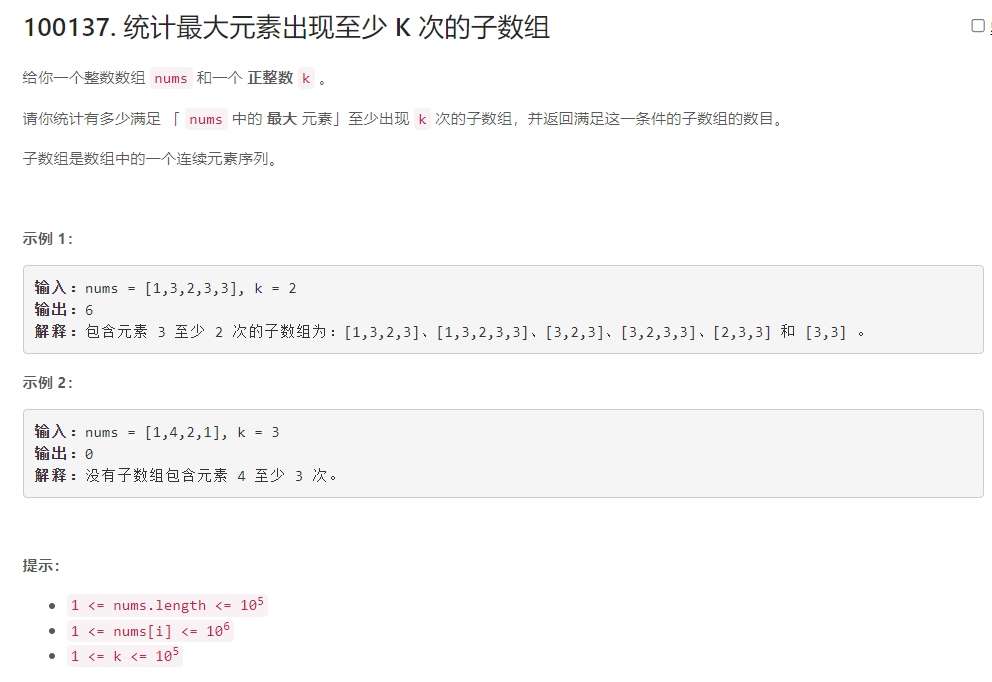 100137. 统计最大元素出现至少 K 次的子数组
给你一个整数数组 nums 和一个 正整数 k 。
请你统计有多少满足 「 nums 中的 最大 元素」至少出现 k 次的子数组，并返回满足这一条件的子数组的数目。
子数组是数组中的一个连续元素序列。
示例 1：
输入：nums = [1,3,2,3,3], k = 2
输出：6
解释：包含元素 3 至少 2 次的子数组为：[1,3,2,3]、[1,3,2,3,3]、[3,2,3]、[3,2,3,3]、[2,3,3] 和 [3,3] 。
示例 2：
输入：nums = [1,4,2,1], k = 3
输出：0
解释：没有子数组包含元素 4 至少 3 次。
提示：
1 <= nums.length <= 10⁵
1 <= nums[i] <= 10⁶
1 <= k <= 10⁵